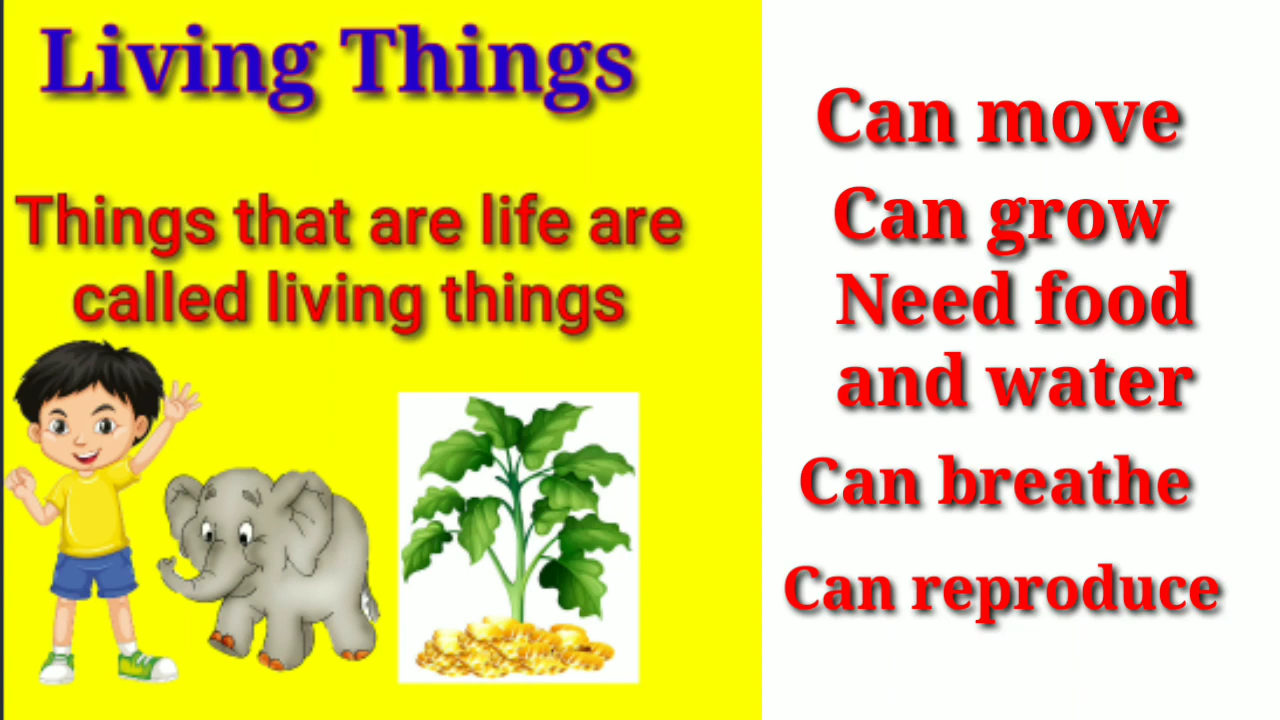 Living Things
Things that are life are
called living things
Can move
Can grow
Need food
and water
Can breathe
Can reproduce